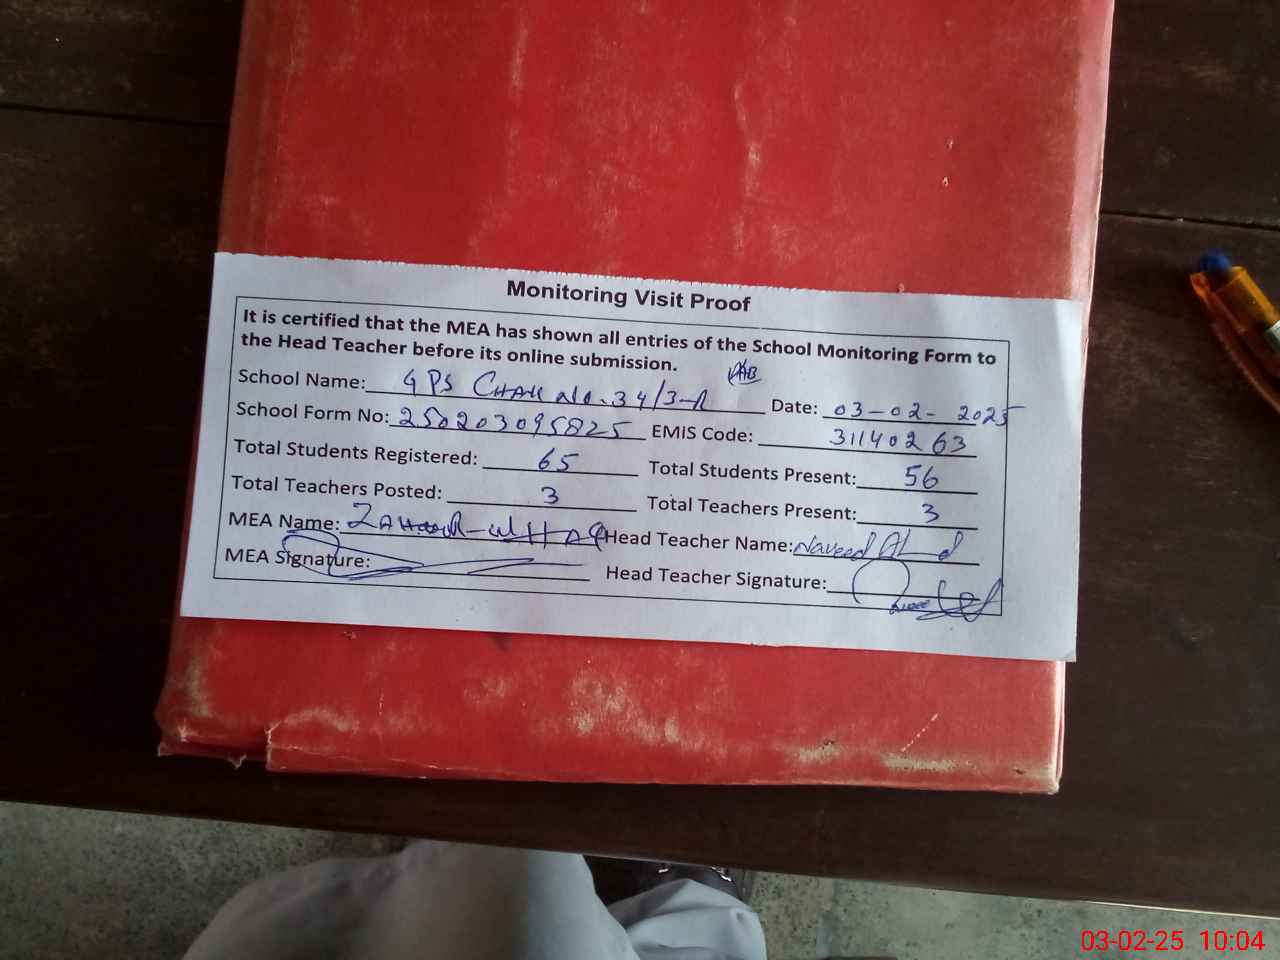 Monitoring Visit Proof
It is certified that the MEA has shown all entries of the School Monitoring Form to
the Head Teacher before its online submission.
School Name: GPS CHAK No. 34/3-R Date: 03-02-2025
School Form No: 250203095825 EMIS Code: 31140263
Total Students Registered: 65 Total Students Present: 56
Total Teachers Posted: 3 Total Teachers Present: 3
MEA Name: Head Teacher Name: Naveed
MEA Signature: Head Teacher Signature:
03-02-25 10:04